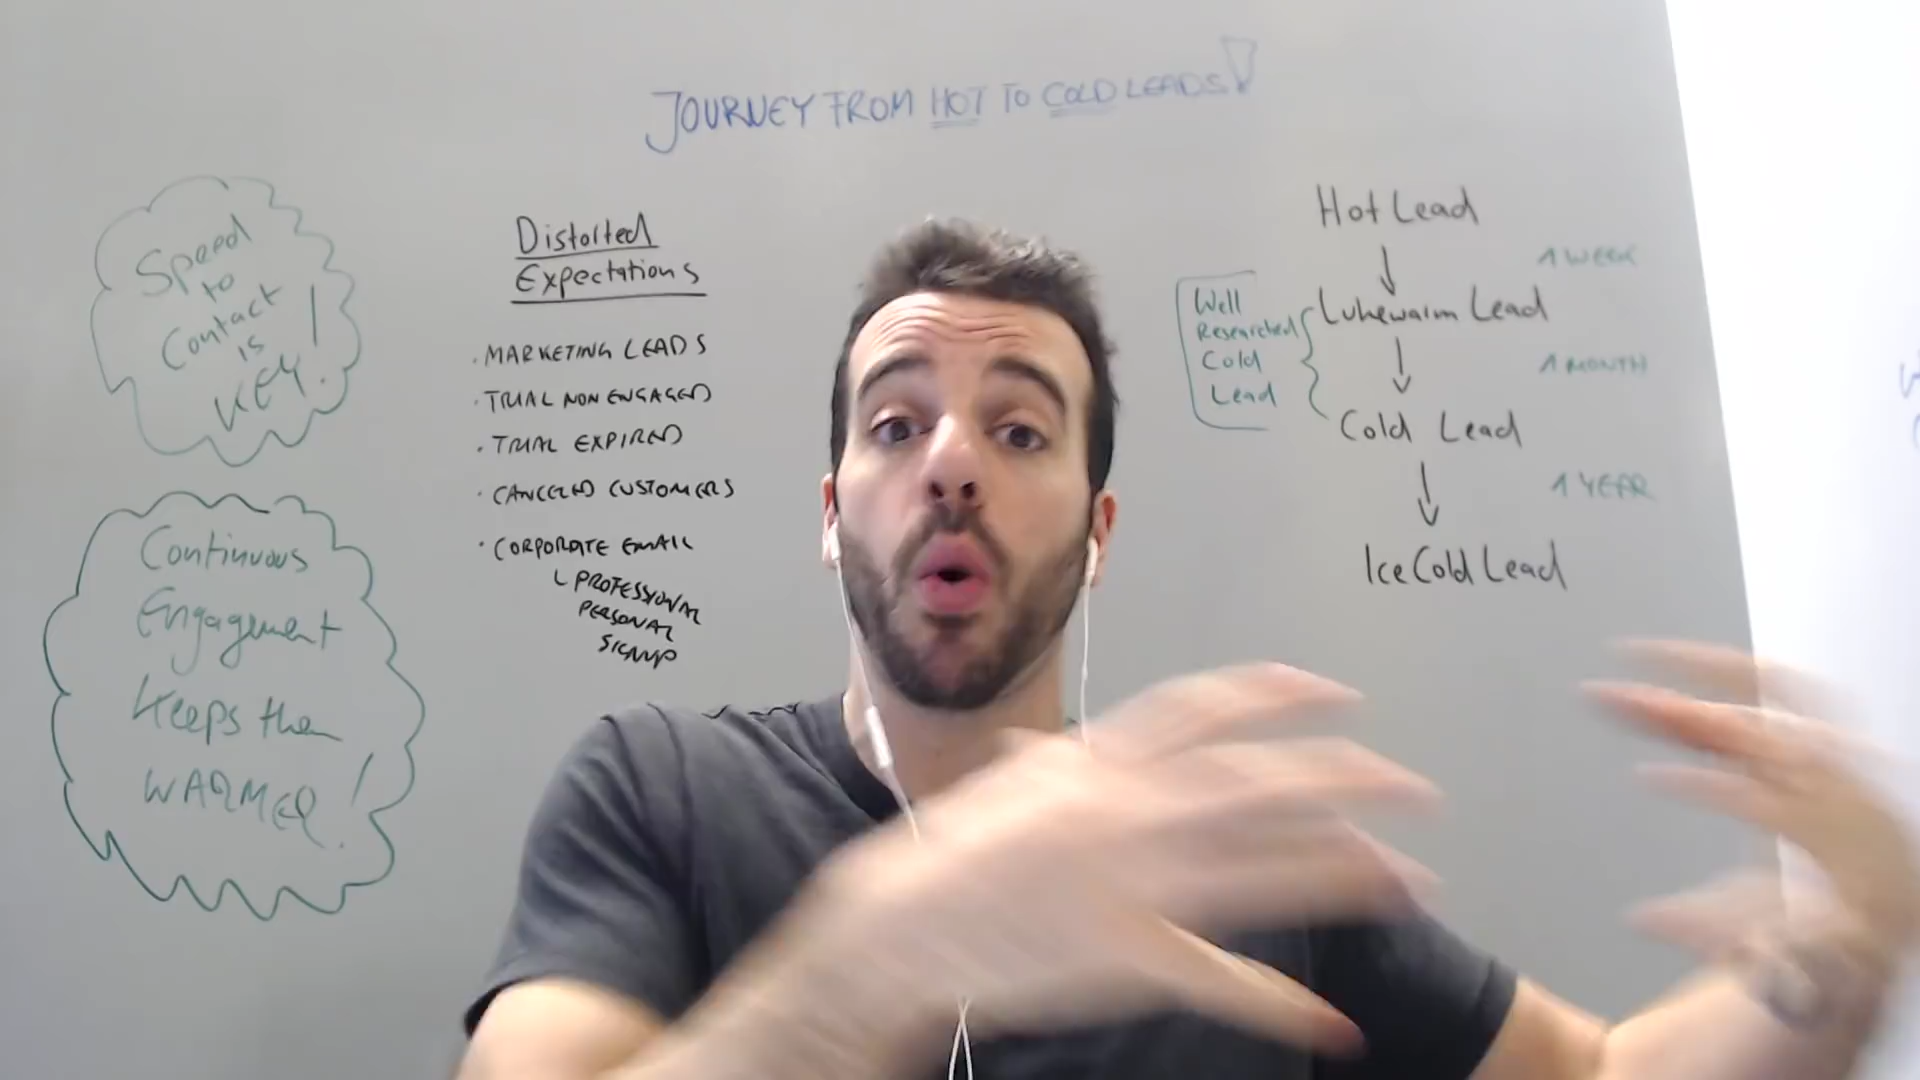 JOURNEY FROM HOT TO COLD LEADS!
Speed
to
Contact
is
KEY!
Continuous
Engagement
Keeps them
WARMER!
Distorted
Expectations
· MARKETING LEADS
· TRIAL NON ENGAGED
· TRIAL EXPIRED
· CANCELED CUSTOMERS
· CORPORATE EMAIL
L PROFESSIONAL
PERSONAL
SIGNUP
Hot Lead
1 WEEK
Lukewarm Lead
1 MONTH
Cold Lead
1 YEAR
Ice Cold Lead
Well
Researched
Cold
Lead